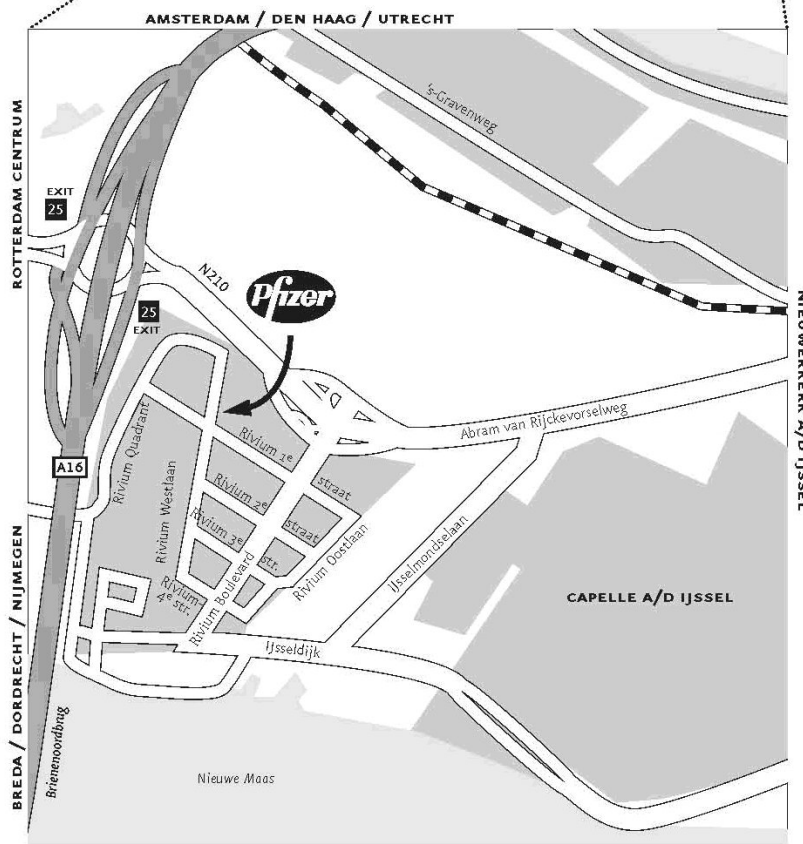 AMSTERDAM / DEN HAAG / UTRECHT
ROTTERDAM CENTRUM
's-Gravenweg
EXIT
25
N210
Pfizer
25
EXIT
NIEUWERKERK A/D IJSSEL
Abram van Rijckevorselweg
A16
Rivium Quadrant
Rivium Westlaan
Rivium 1e
straat
Rivium 2e
straat
Rivium 3e
str.
Rivium
4e str.
Rivium Boulevard
Rivium Oostlaan
IJsselmondselaan
CAPELLE A/D IJSSEL
IJsseldijk
BREDA / DORDRECHT / NIJMEGEN
Brienenoordbrug
Nieuwe Maas